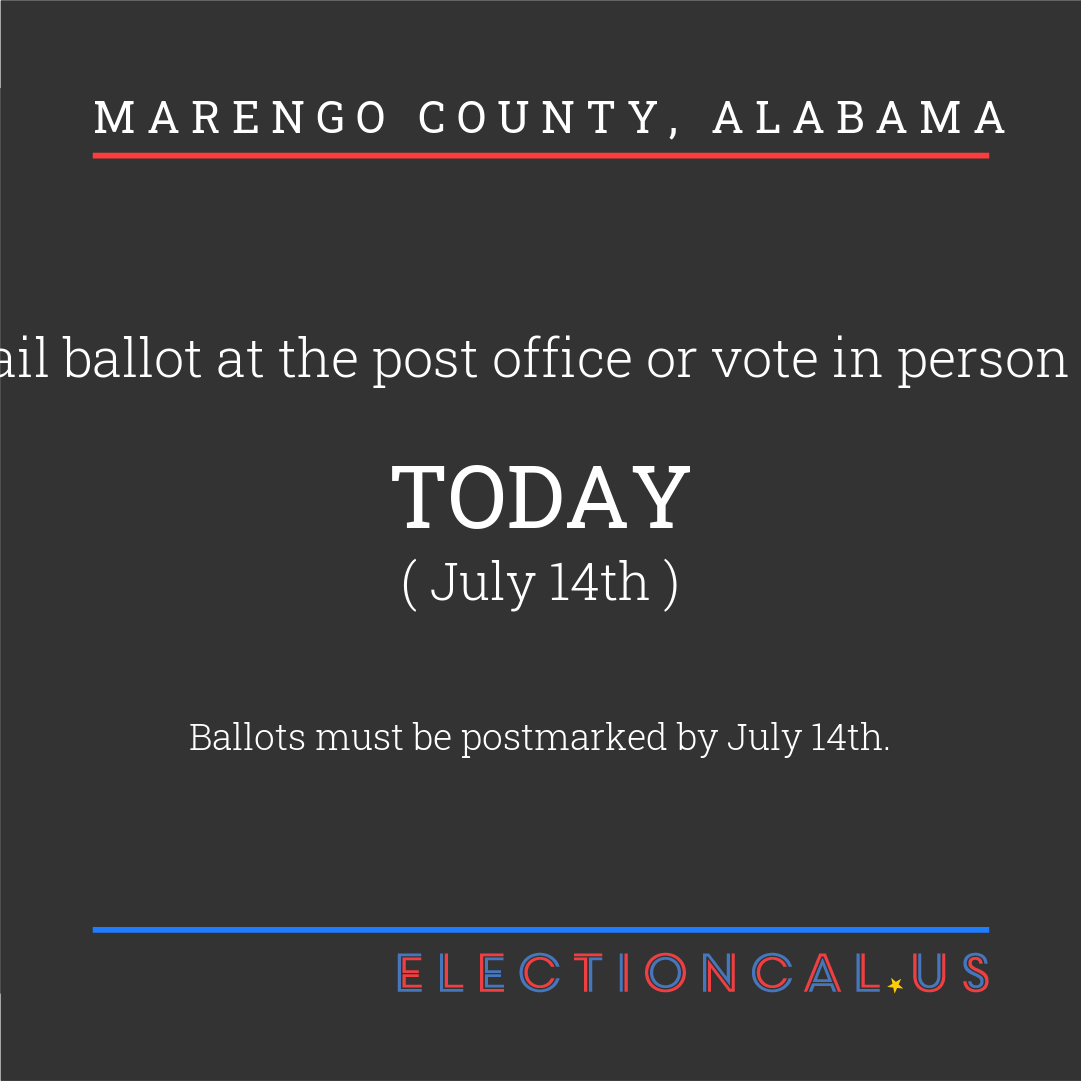 MARENGO COUNTY, ALABAMA
ail ballot at the post office or vote in person
TODAY
( July 14th )
Ballots must be postmarked by July 14th.
ELECTIONCAL.US